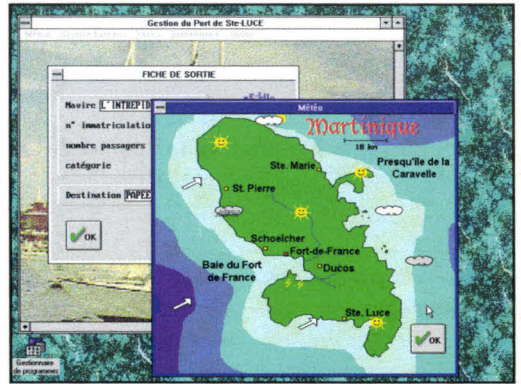 Gestion du Port de Ste-LUCE
FICHE DE SORTIE
Navire L'INTREPID
n° immatriculatio
nombre passagers
catégorie
Destination PAPEE
OK
Météo
Martinique
10 km
Ste. Marie
Presqu'île de la
Caravelle
St. Pierre
Schoelcher
Fort-de-France
Baie du Fort
de France
Ducos
Ste. Luce
OK
Gestionnaire
de programmes